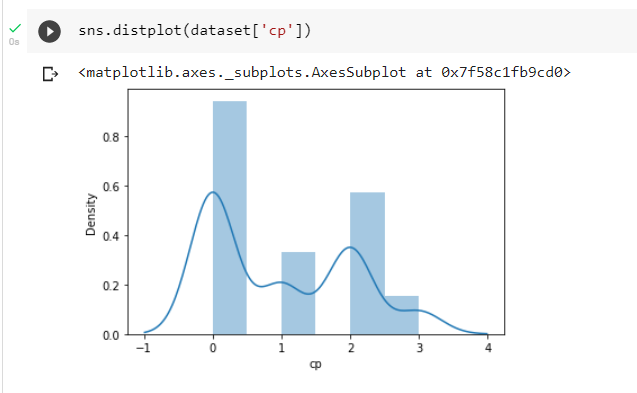 sns.distplot(dataset['cp'])
0s
<matplotlib.axes._subplots.AxesSubplot at 0x7f58c1fb9cd0>
0.8
0.6
0.4
0.2
0.0
Density
−1 0 1 2 3 4
cp